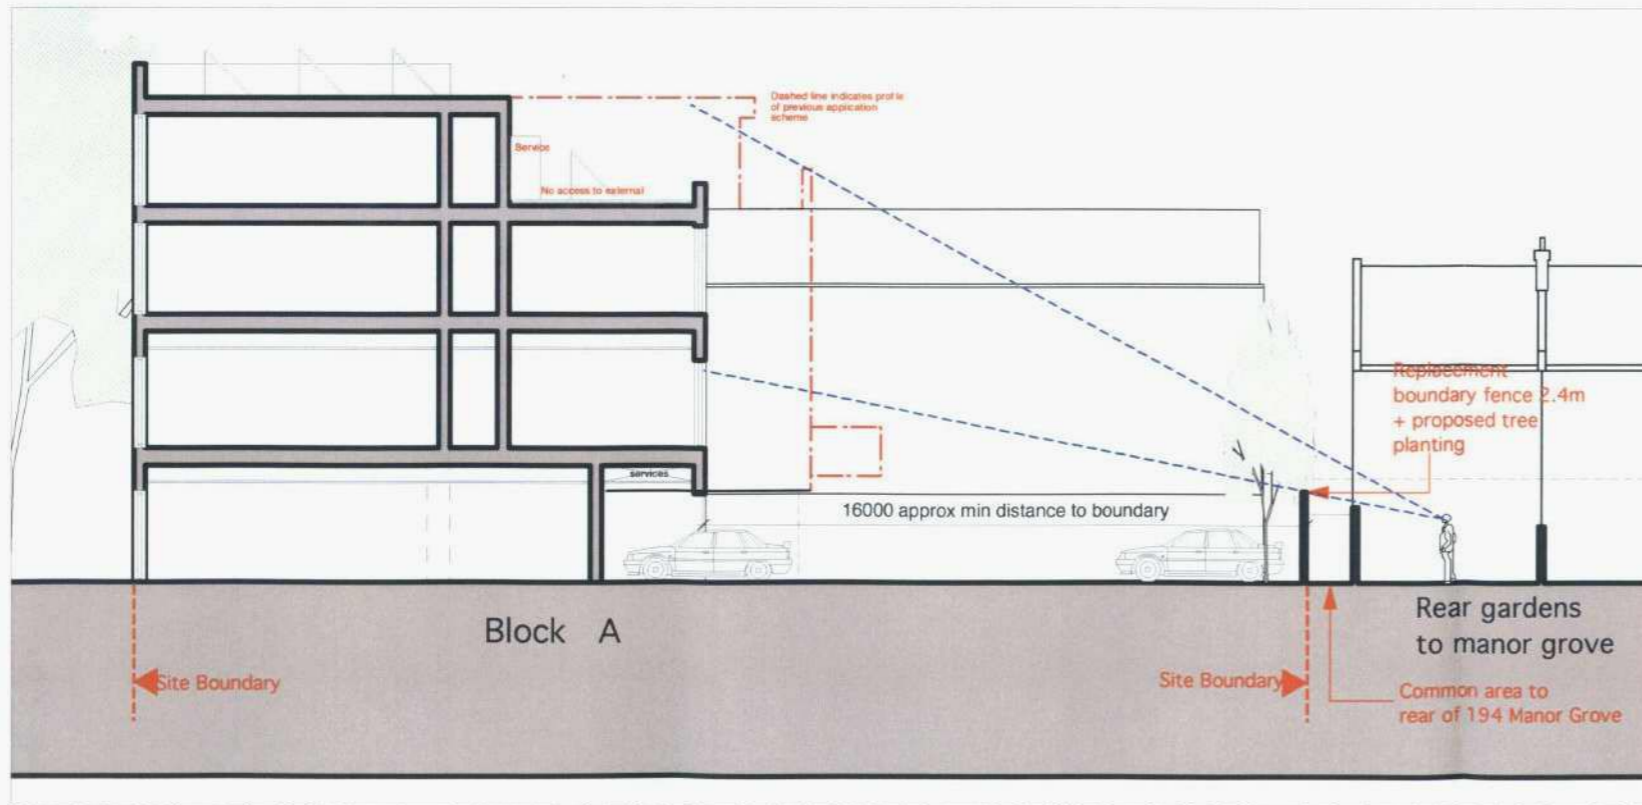 Dashed line indicates profile
of previous application
scheme
Service
No access to external
Replacement
boundary fence 2.4m
+ proposed tree
planting
services
16000 approx min distance to boundary
Block A
Rear gardens
to manor grove
Site Boundary
Site Boundary
Common area to
rear of 194 Manor Grove